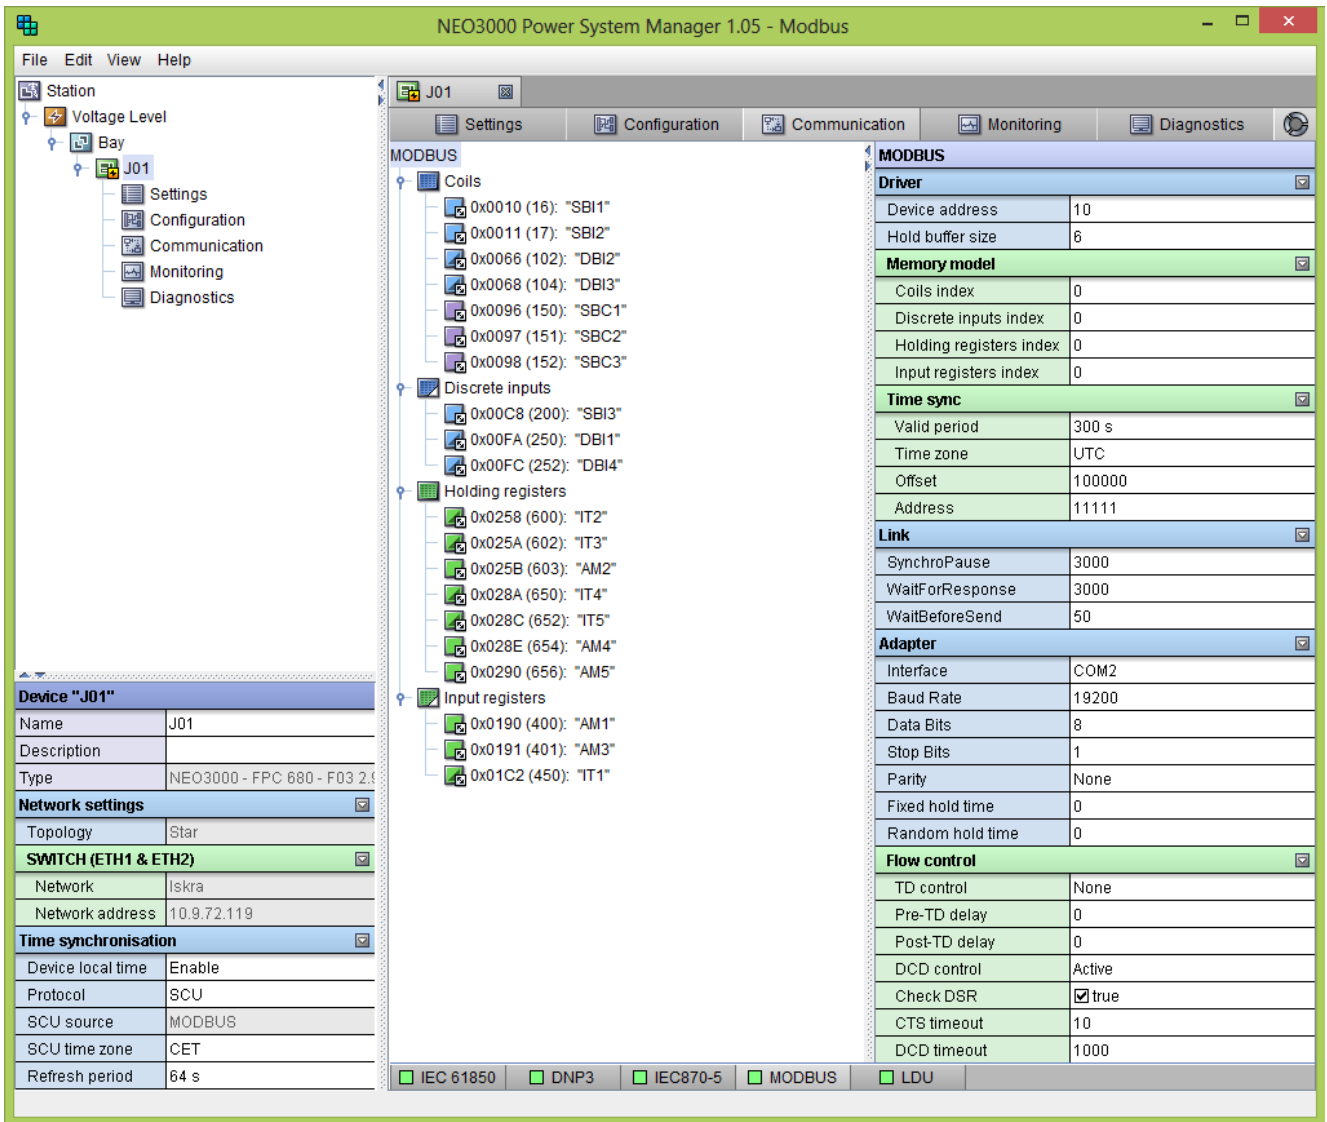 NEO3000 Power System Manager 1.05 - Modbus
File Edit View Help
Station
Voltage Level
Bay
J01
Settings
Configuration
Communication
Monitoring
Diagnostics
Device "J01"
Name J01
Description
Type NEO3000 - FPC 680 - F03 2.9
Network settings
Topology Star
SWITCH (ETH1 & ETH2)
Network Iskra
Network address 10.9.72.119
Time synchronisation
Device local time Enable
Protocol SCU
SCU source MODBUS
SCU time zone CET
Refresh period 64 s
J01
Settings Configuration Communication Monitoring Diagnostics
MODBUS
Coils
0x0010 (16): "SBI1"
0x0011 (17): "SBI2"
0x0066 (102): "DBI2"
0x0068 (104): "DBI3"
0x0096 (150): "SBC1"
0x0097 (151): "SBC2"
0x0098 (152): "SBC3"
Discrete inputs
0x00C8 (200): "SBI3"
0x00FA (250): "DBI1"
0x00FC (252): "DBI4"
Holding registers
0x0258 (600): "IT2"
0x025A (602): "IT3"
0x025B (603): "AM2"
0x028A (650): "IT4"
0x028C (652): "IT5"
0x028E (654): "AM4"
0x0290 (656): "AM5"
Input registers
0x0190 (400): "AM1"
0x0191 (401): "AM3"
0x01C2 (450): "IT1"
MODBUS
Driver
Device address 10
Hold buffer size 6
Memory model
Coils index 0
Discrete inputs index 0
Holding registers index 0
Input registers index 0
Time sync
Valid period 300 s
Time zone UTC
Offset 100000
Address 11111
Link
SynchroPause 3000
WaitForResponse 3000
WaitBeforeSend 50
Adapter
Interface COM2
Baud Rate 19200
Data Bits 8
Stop Bits 1
Parity None
Fixed hold time 0
Random hold time 0
Flow control
TD control None
Pre-TD delay 0
Post-TD delay 0
DCD control Active
Check DSR true
CTS timeout 10
DCD timeout 1000
IEC 61850 DNP3 IEC870-5 MODBUS LDU